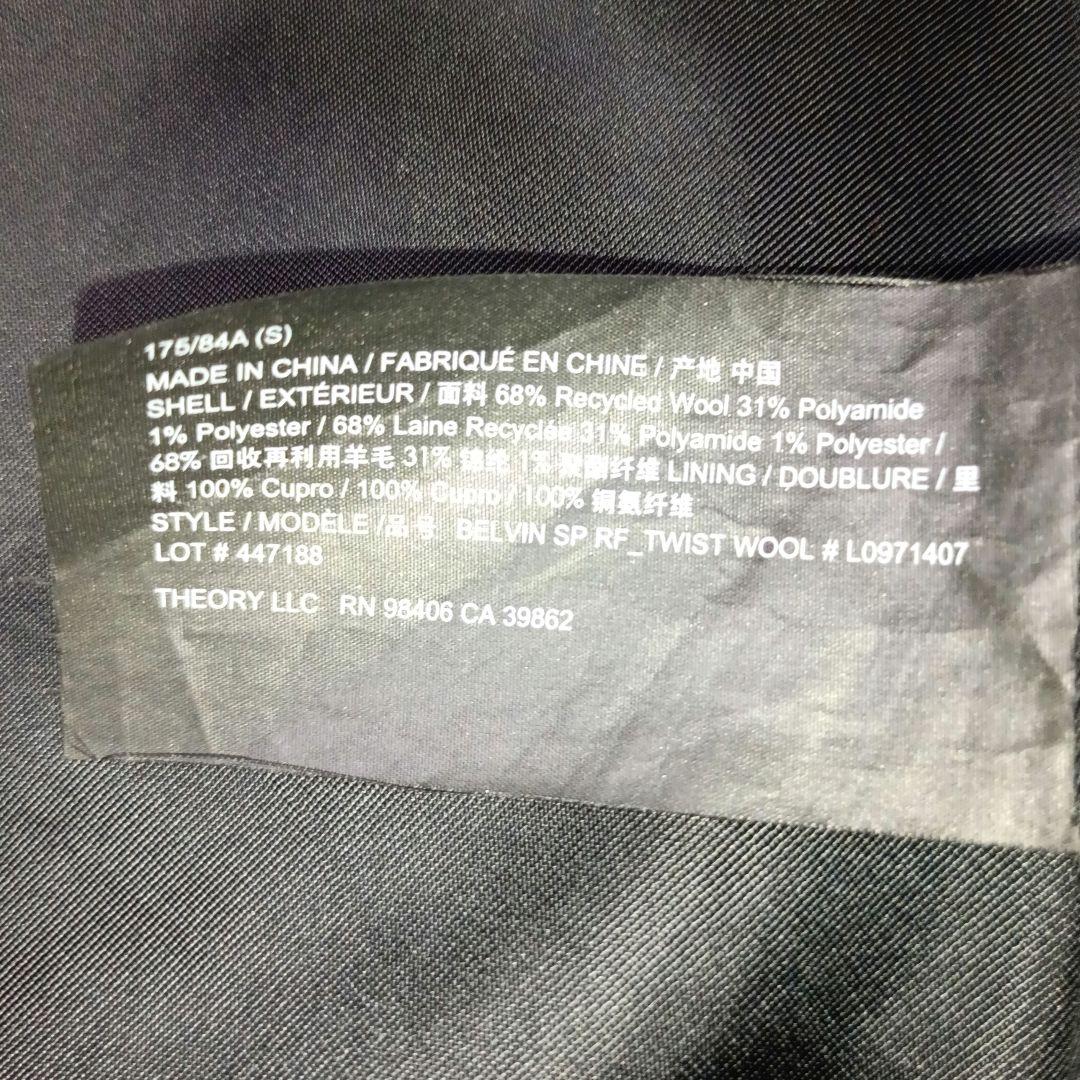 175/84A (S)
MADE IN CHINA / FABRIQUÉ EN CHINE / 产地 中国
SHELL / EXTÉRIEUR / 面料 68% Recycled Wool 31% Polyamide
1% Polyester / 68% Laine Recyclée 31% Polyamide 1% Polyester /
68% 回收再利用羊毛 31% 锦纶 1% 聚酯纤维 LINING / DOUBLURE / 里
料 100% Cupro / 100% Cupro / 100% 铜氨纤维
STYLE / MODÈLE /品号 BELVIN SP RF_TWIST WOOL # L0971407
LOT # 447188
THEORY LLC RN 98406 CA 39862